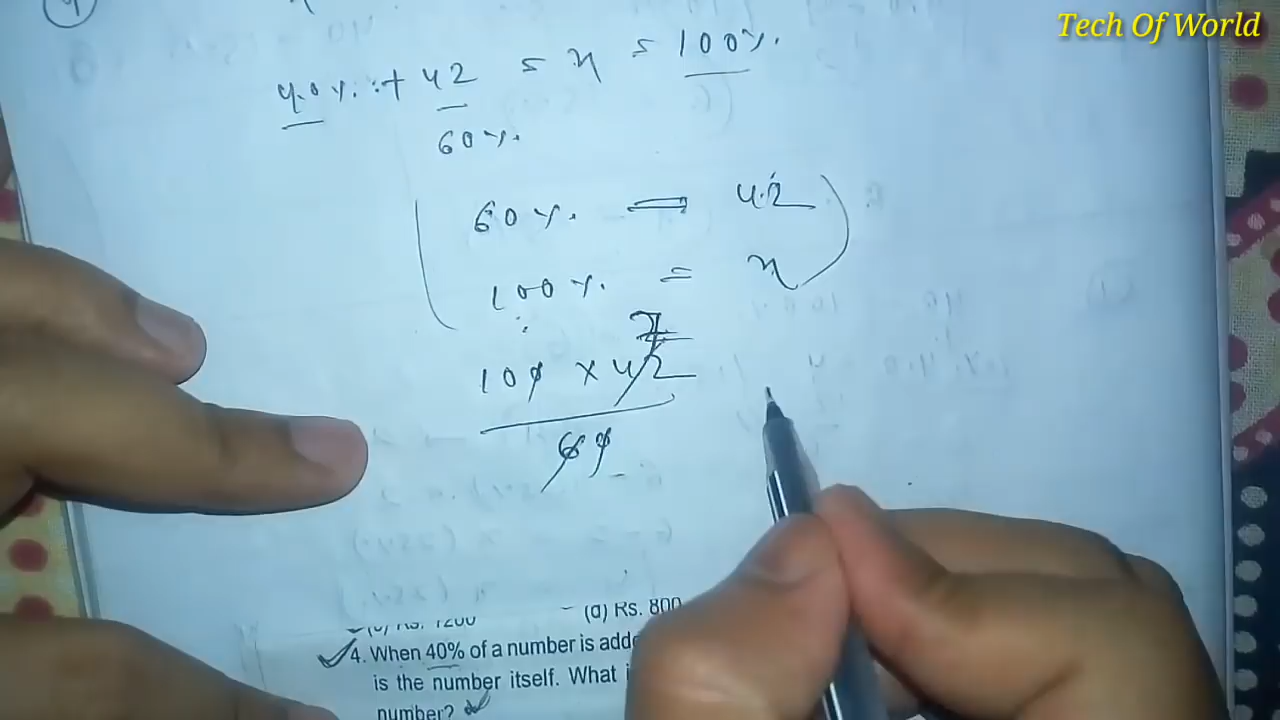 Tech Of World
4
40% + 42 = x = 100%.
60%.
60% = 42
100% = x
7
100 x 42
60
(d) Rs. 800
4. When 40% of a number is adde
is the number itself. What i
number?